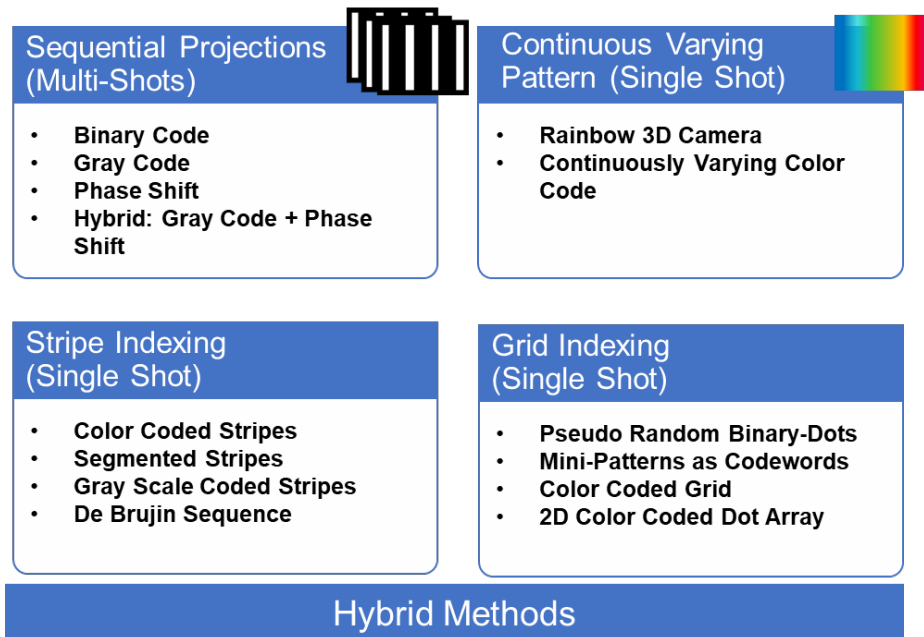 Sequential Projections
(Multi-Shots)
• Binary Code
• Gray Code
• Phase Shift
• Hybrid: Gray Code + Phase
Shift
Continuous Varying
Pattern (Single Shot)
• Rainbow 3D Camera
• Continuously Varying Color
Code
Stripe Indexing
(Single Shot)
• Color Coded Stripes
• Segmented Stripes
• Gray Scale Coded Stripes
• De Brujin Sequence
Grid Indexing
(Single Shot)
• Pseudo Random Binary-Dots
• Mini-Patterns as Codewords
• Color Coded Grid
• 2D Color Coded Dot Array
Hybrid Methods